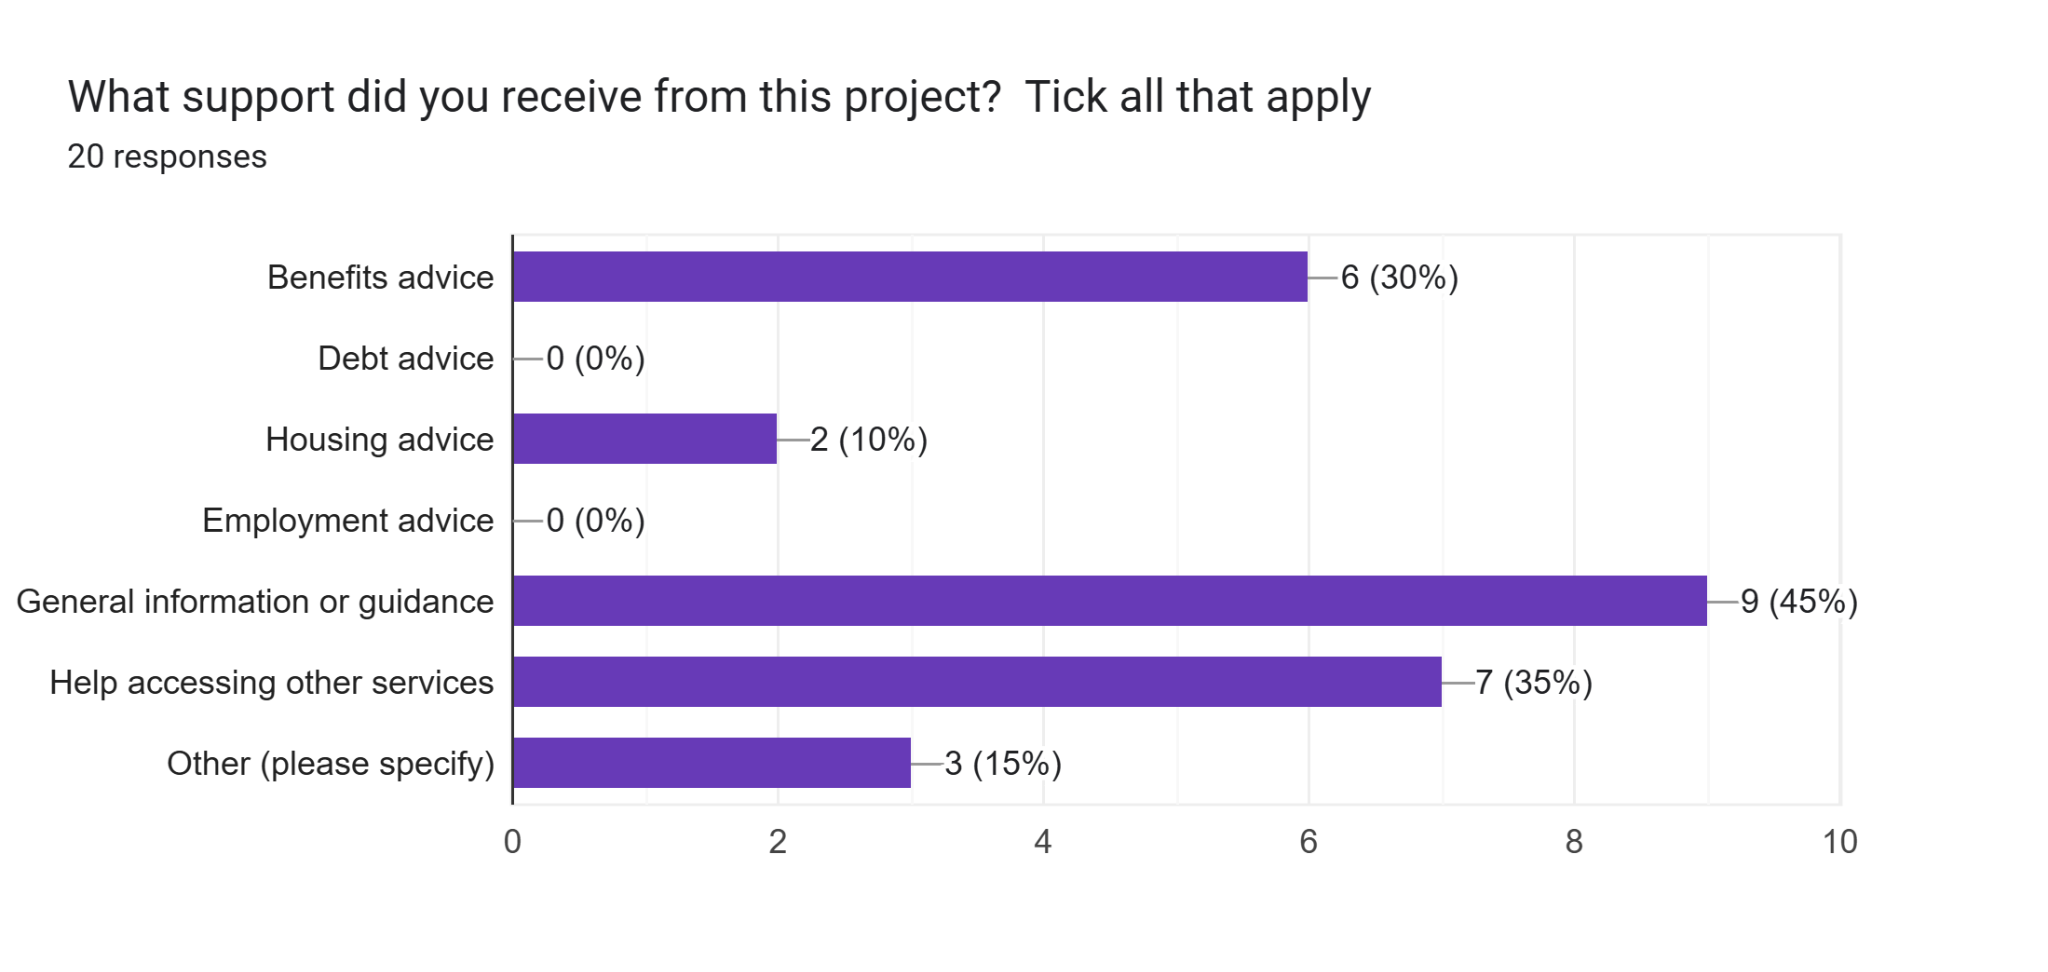 What support did you receive from this project?  Tick all that apply
20 responses
Benefits advice 6 (30%)
Debt advice 0 (0%)
Housing advice 2 (10%)
Employment advice 0 (0%)
General information or guidance 9 (45%)
Help accessing other services 7 (35%)
Other (please specify) 3 (15%)
0 2 4 6 8 10